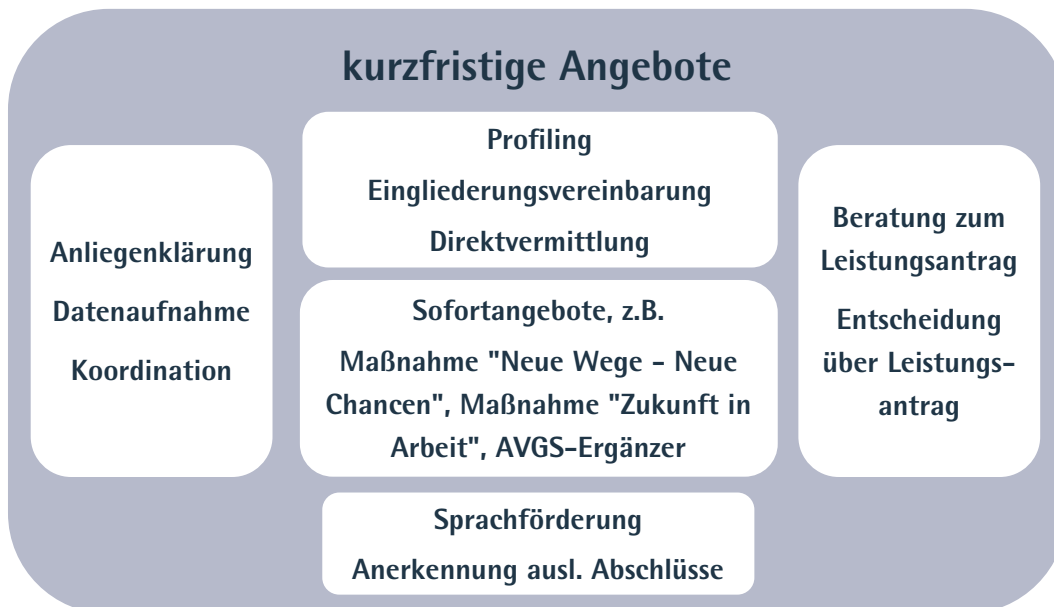 kurzfristige Angebote
Anliegenklärung
Datenaufnahme
Koordination
Profiling
Eingliederungsvereinbarung
Direktvermittlung
Sofortangebote, z.B.
Maßnahme "Neue Wege - Neue
Chancen", Maßnahme "Zukunft in
Arbeit", AVGS-Ergänzer
Sprachförderung
Anerkennung ausl. Abschlüsse
Beratung zum
Leistungsantrag
Entscheidung
über Leistungs-
antrag